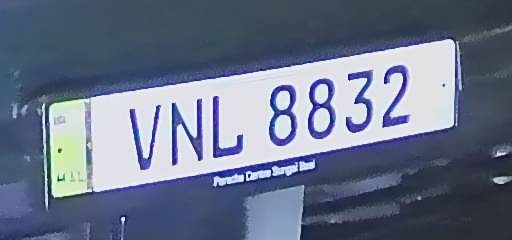 VNL 8832
Porsche Centre Sungai Besi